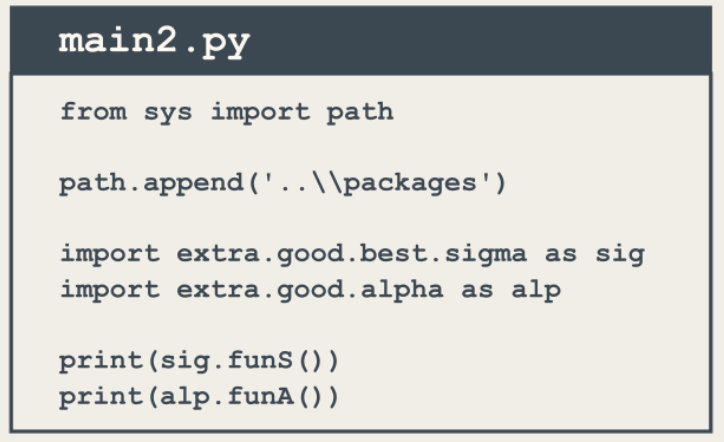 main2.py
from sys import path
path.append('..\\packages')
import extra.good.best.sigma as sig
import extra.good.alpha as alp
print(sig.funS())
print(alp.funA())